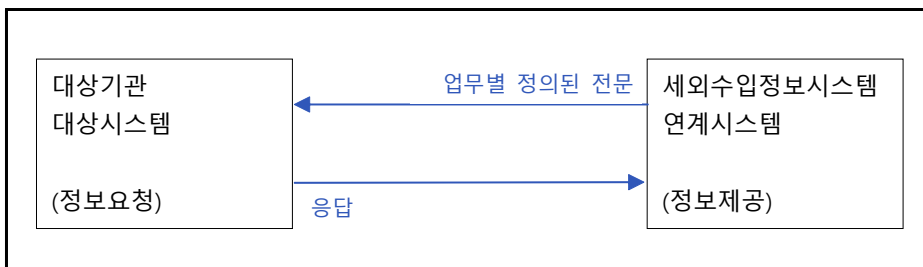 대상기관
대상시스템
(정보요청)
업무별 정의된 전문
응답
세외수입정보시스템
연계시스템
(정보제공)